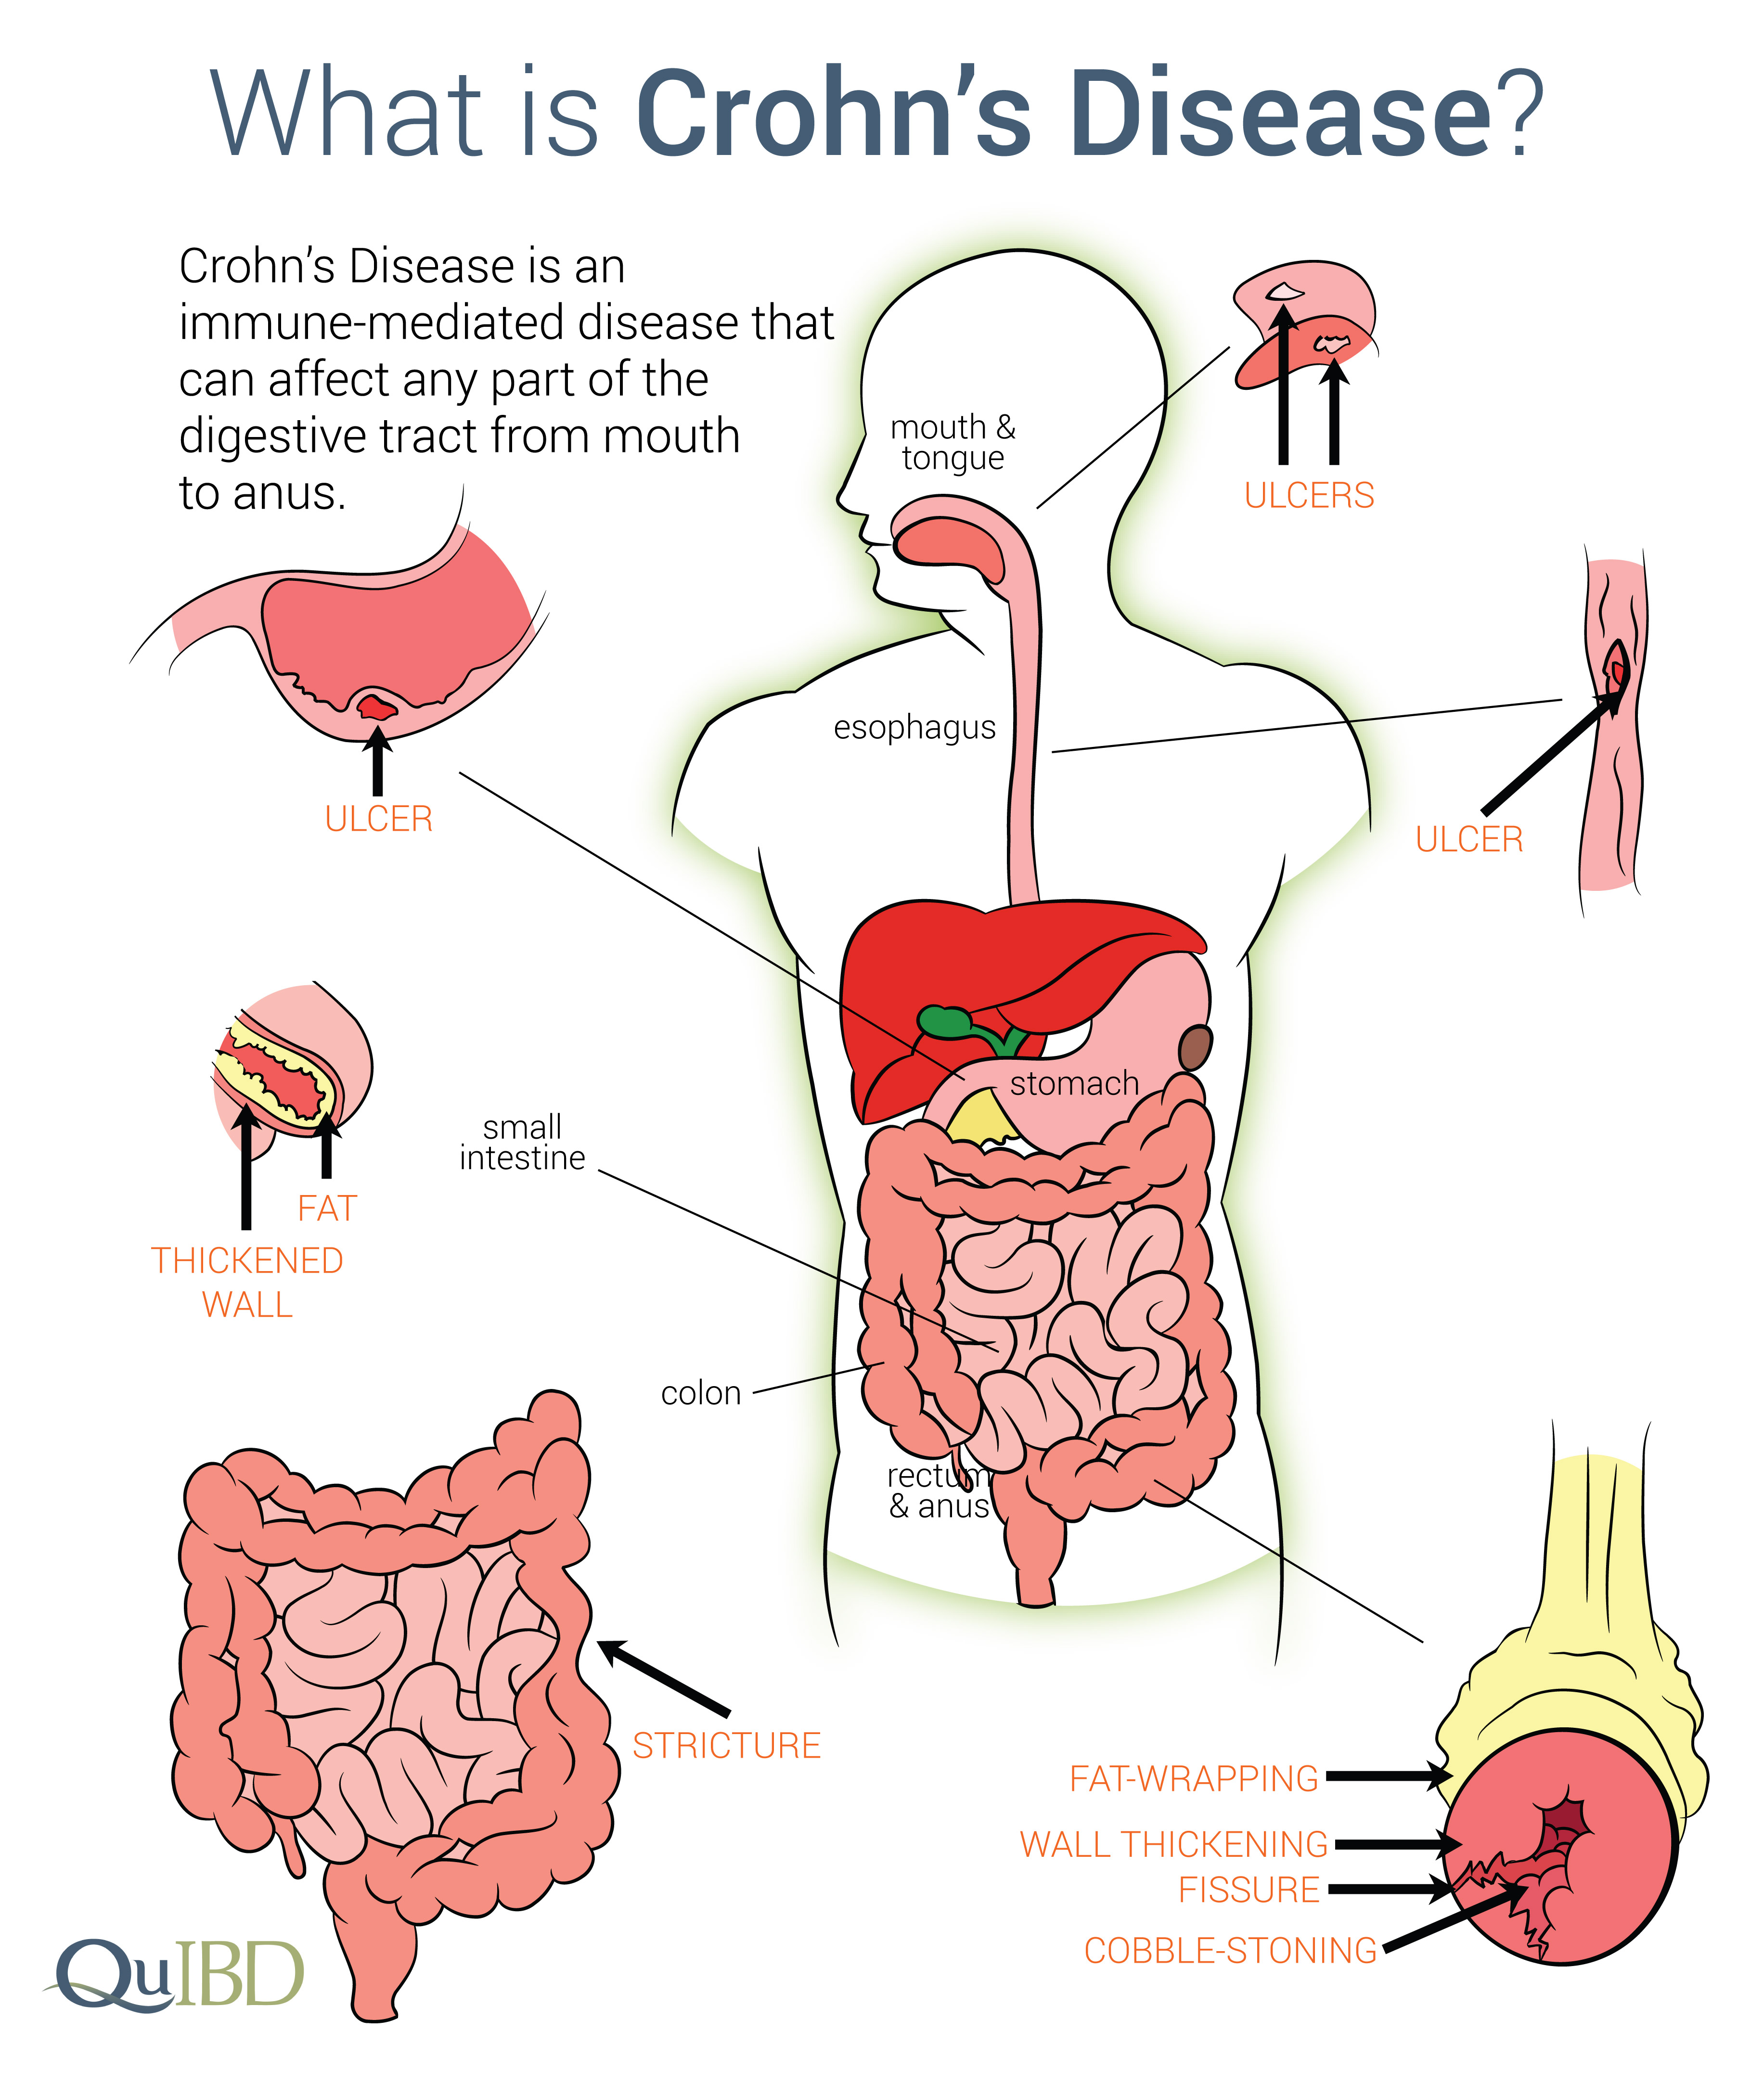 What is Crohn's Disease?
Crohn's Disease is an
immune-mediated disease that
can affect any part of the
digestive tract from mouth
to anus.
mouth &
tongue
ULCERS
esophagus
ULCER
ULCER
stomach
small
intestine
FAT
THICKENED
WALL
colon
rectum
& anus
STRICTURE
FAT-WRAPPING
WALL THICKENING
FISSURE
COBBLE-STONING
QuIBD